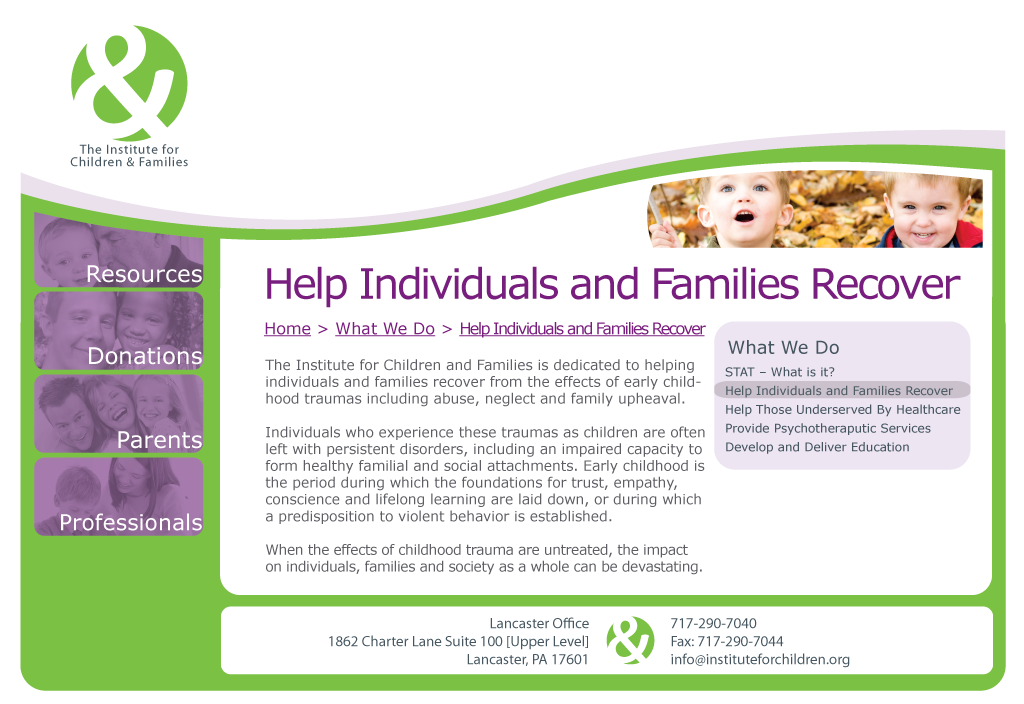 &
The Institute for
Children & Families
Resources
Donations
Parents
Professionals
Help Individuals and Families Recover
Home > What We Do > Help Individuals and Families Recover
The Institute for Children and Families is dedicated to helping
individuals and families recover from the effects of early child-
hood traumas including abuse, neglect and family upheaval.
Individuals who experience these traumas as children are often
left with persistent disorders, including an impaired capacity to
form healthy familial and social attachments. Early childhood is
the period during which the foundations for trust, empathy,
conscience and lifelong learning are laid down, or during which
a predisposition to violent behavior is established.
When the effects of childhood trauma are untreated, the impact
on individuals, families and society as a whole can be devastating.
What We Do
STAT – What is it?
Help Individuals and Families Recover
Help Those Underserved By Healthcare
Provide Psychotheraputic Services
Develop and Deliver Education
Lancaster Office
1862 Charter Lane Suite 100 [Upper Level]
Lancaster, PA 17601
&
717-290-7040
Fax: 717-290-7044
info@instituteforchildren.org